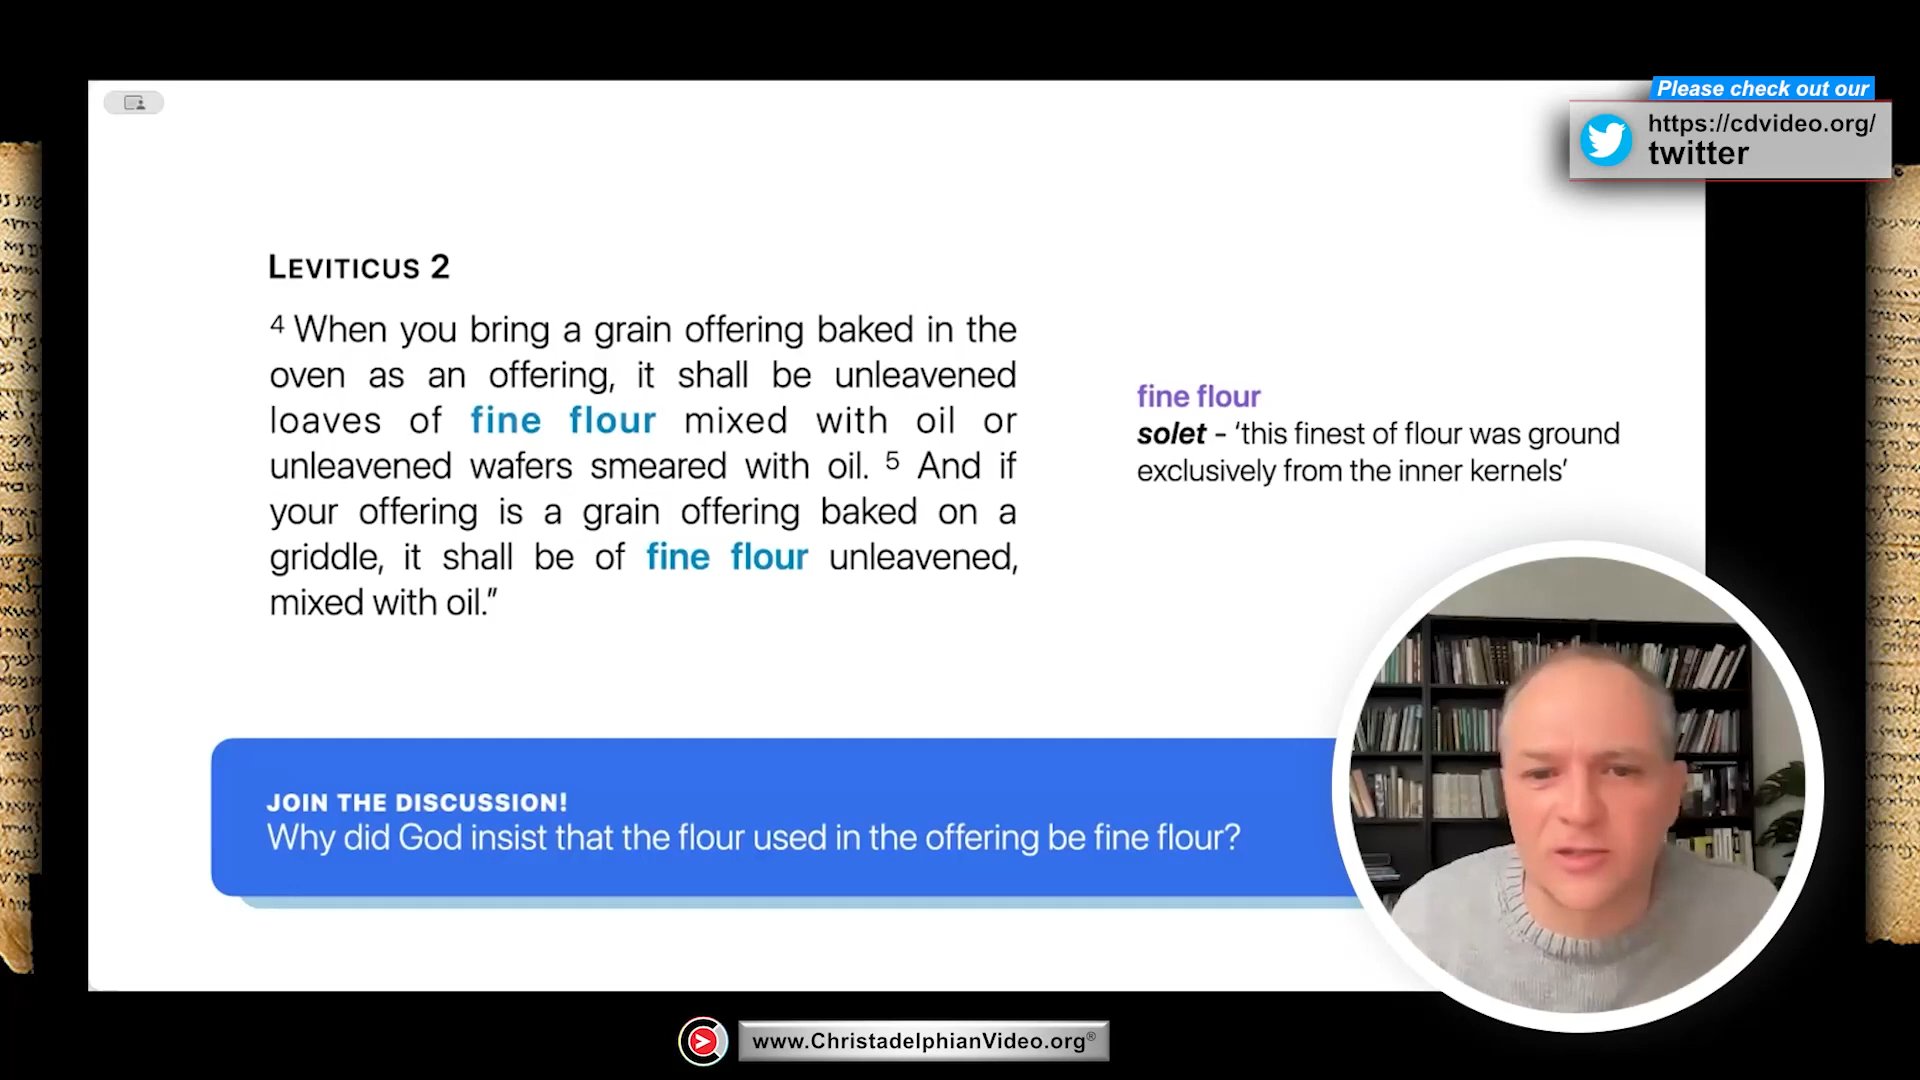 Please check out our
https://cdvideo.org/
twitter
LEVITICUS 2
4 When you bring a grain offering baked in the
oven as an offering, it shall be unleavened
loaves of fine flour mixed with oil or
unleavened wafers smeared with oil. 5 And if
your offering is a grain offering baked on a
griddle, it shall be of fine flour unleavened,
mixed with oil.”
fine flour
solet - ‘this finest of flour was ground
exclusively from the inner kernels’
JOIN THE DISCUSSION!
Why did God insist that the flour used in the offering be fine flour?
www.ChristadelphianVideo.org®